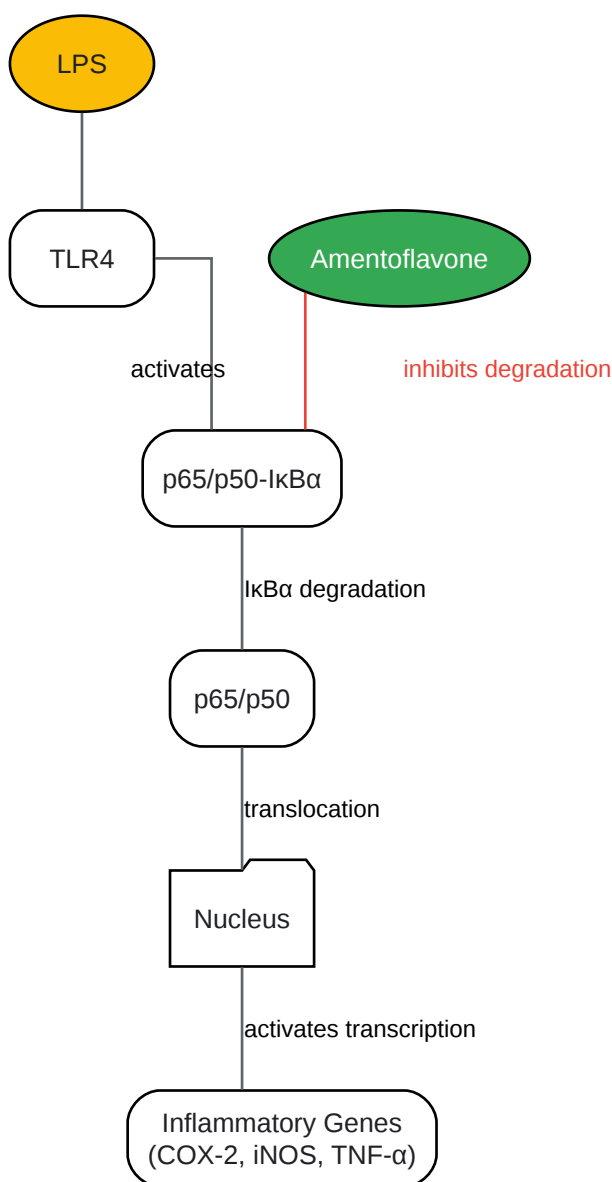 LPS
TLR4
Amentoflavone
activates
inhibits degradation
p65/p50-IκBα
IκBα degradation
p65/p50
translocation
Nucleus
activates transcription
Inflammatory Genes
(COX-2, iNOS, TNF-α)